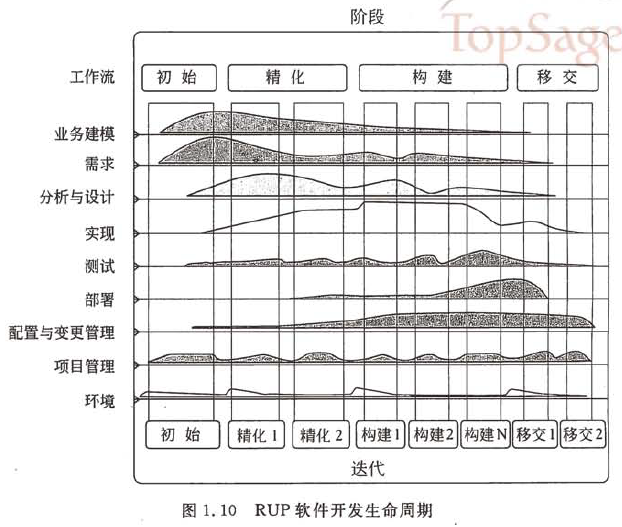 阶段
TopSage
工作流 初始 精化 构建 移交
业务建模
需求
分析与设计
实现
测试
部署
配置与变更管理
项目管理
环境
初始 精化1 精化2 构建1 构建2 构建N 移交1 移交2
迭代
图1.10 RUP软件开发生命周期